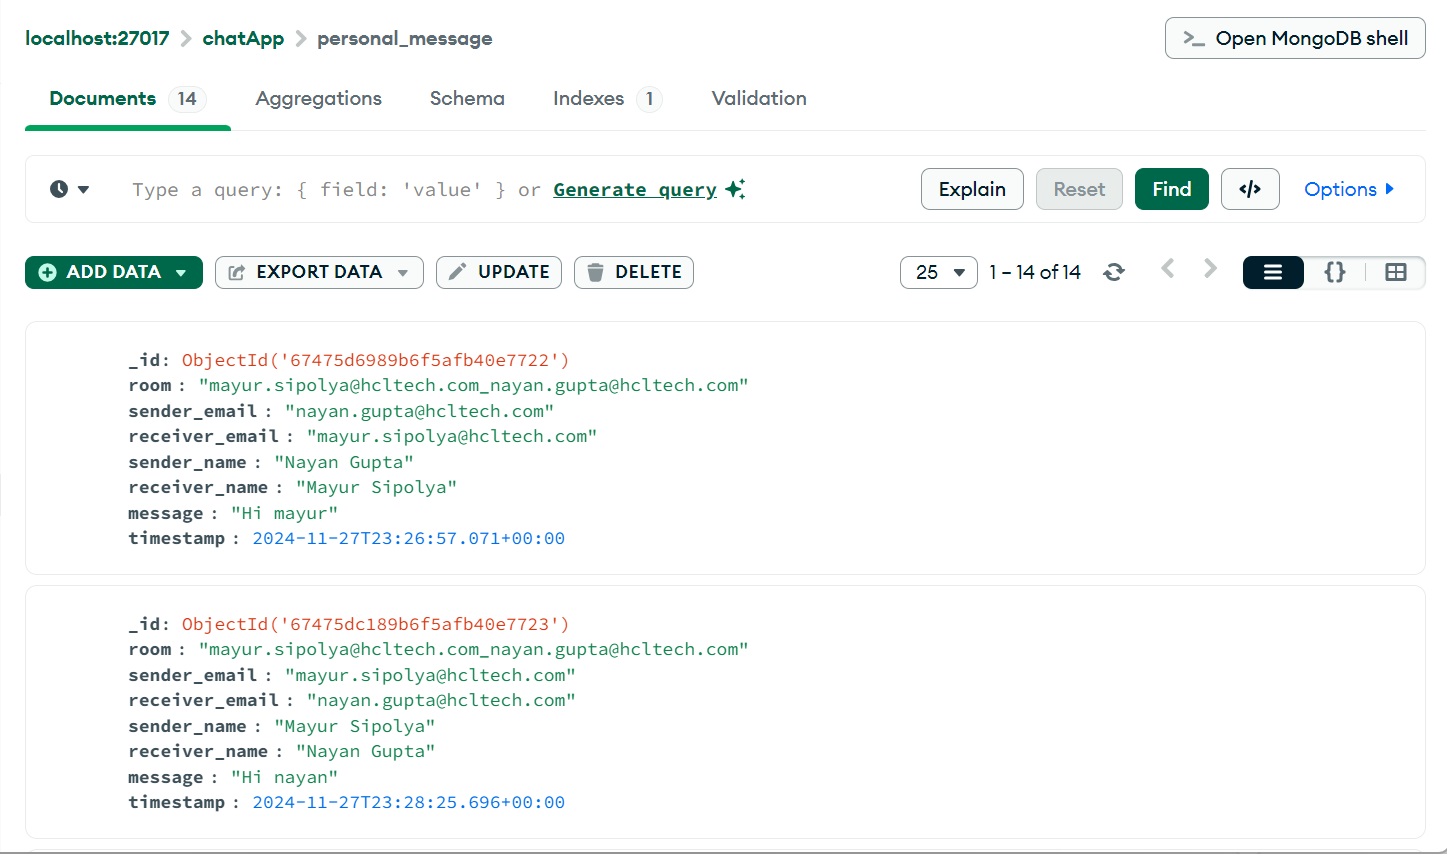 localhost:27017 > chatApp > personal_message
>_ Open MongoDB shell
Documents 14 Aggregations Schema Indexes 1 Validation
Type a query: { field: 'value' } or Generate query
Explain Reset Find </> Options
ADD DATA EXPORT DATA UPDATE DELETE 25 1 – 14 of 14 {}
_id: ObjectId('67475d6989b6f5afb40e7722')
room : "mayur.sipolya@hcltech.com_nayan.gupta@hcltech.com"
sender_email : "nayan.gupta@hcltech.com"
receiver_email : "mayur.sipolya@hcltech.com"
sender_name : "Nayan Gupta"
receiver_name : "Mayur Sipolya"
message : "Hi mayur"
timestamp : 2024-11-27T23:26:57.071+00:00
_id: ObjectId('67475dc189b6f5afb40e7723')
room : "mayur.sipolya@hcltech.com_nayan.gupta@hcltech.com"
sender_email : "mayur.sipolya@hcltech.com"
receiver_email : "nayan.gupta@hcltech.com"
sender_name : "Mayur Sipolya"
receiver_name : "Nayan Gupta"
message : "Hi nayan"
timestamp : 2024-11-27T23:28:25.696+00:00